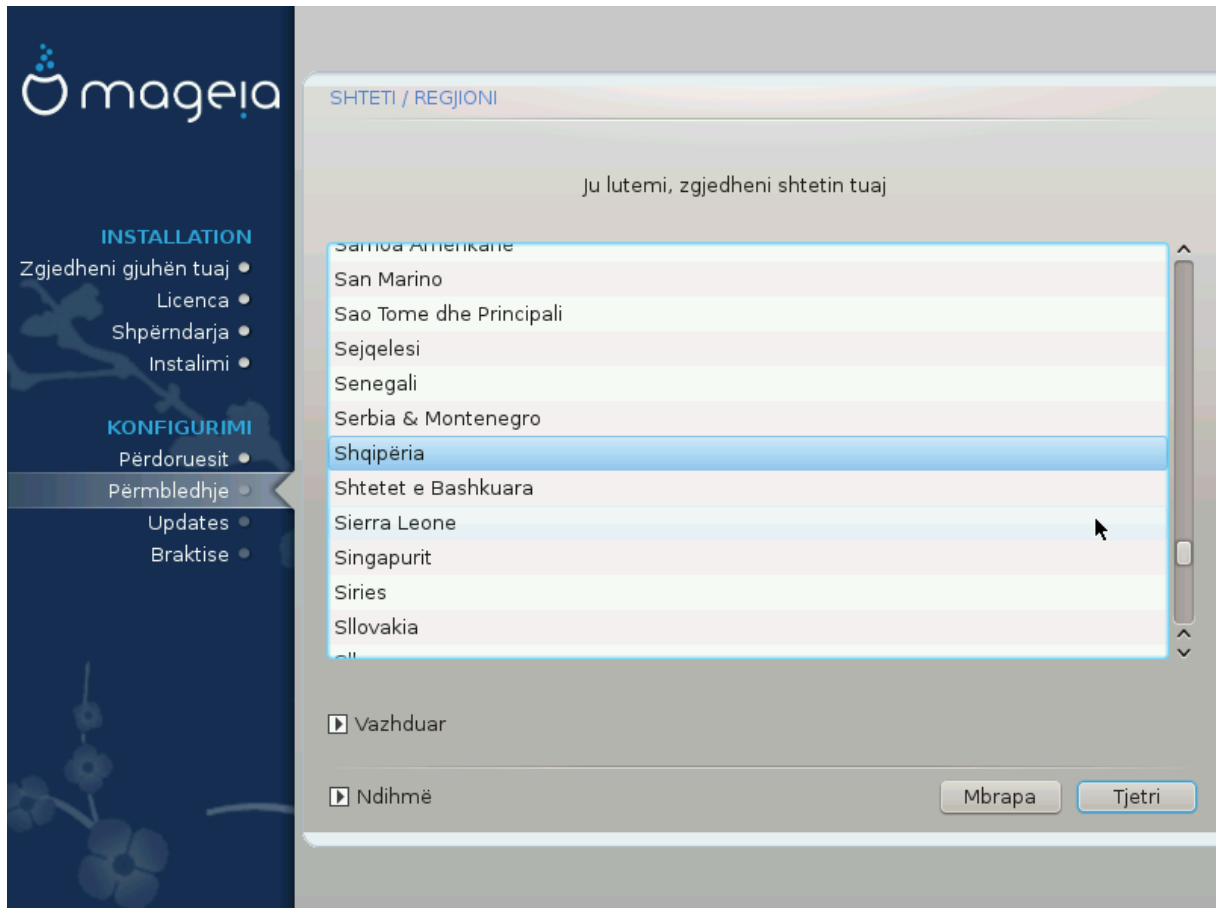 mageia
INSTALLATION
Zgjedheni gjuhën tuaj
Licenca
Shpërndarja
Instalimi
KONFIGURIMI
Përdoruesit
Përmbledhje
Updates
Braktise
SHTETI / REGJIONI
Ju lutemi, zgjedheni shtetin tuaj
Samoa Amerikane
San Marino
Sao Tome dhe Principali
Sejqelesi
Senegali
Serbia & Montenegro
Shqipëria
Shtetet e Bashkuara
Sierra Leone
Singapurit
Siries
Sllovakia
Vazhduar
Ndihmë
Mbrapa
Tjetri